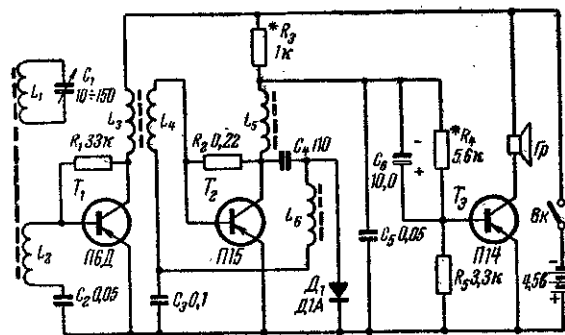 *R3
1к
C1
10÷150
L1
L3
L4
L5
*R4
5,6к
R1 33к
R2 0,22
C4 110
C6
10,0
-
+
Гр
T1
T2
T3
L6
Вк
L2
П6Д
П15
C5 0,05
П14
C2 0,05
C3 0,1
Д1
Д1А
R5 3,3к
4,5б
-
+